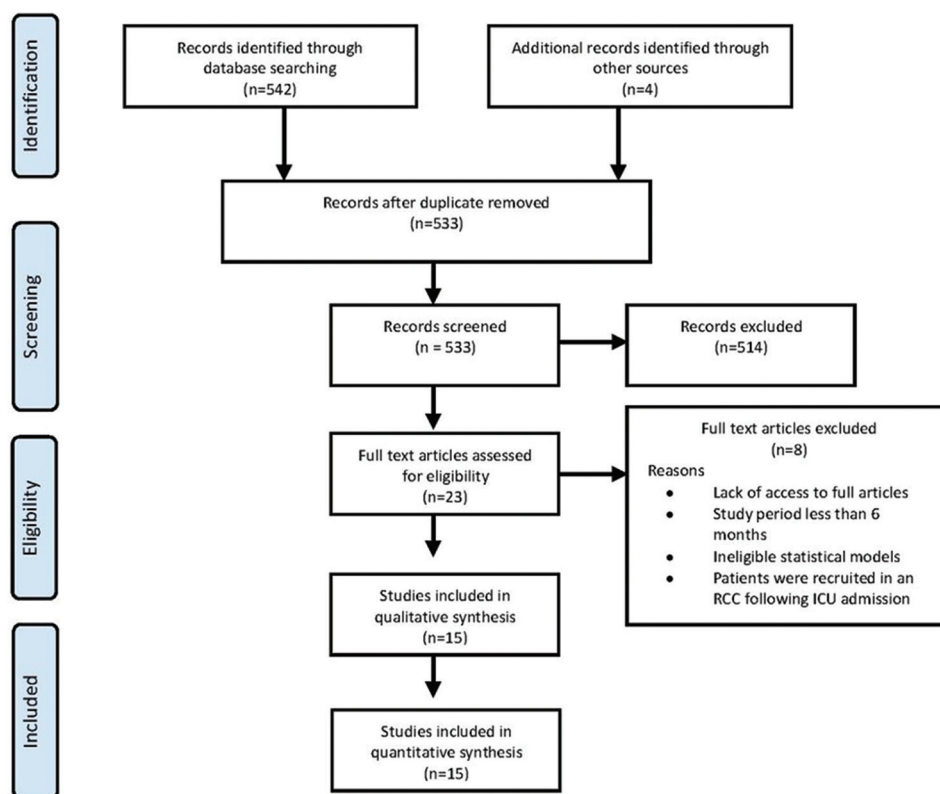 Identification
Records identified through
database searching
(n=542)
Additional records identified through
other sources
(n=4)
Records after duplicate removed
(n=533)
Screening
Records screened
(n = 533)
Records excluded
(n=514)
Eligibility
Full text articles assessed
for eligibility
(n=23)
Full text articles excluded
(n=8)
Reasons
• Lack of access to full articles
• Study period less than 6
months
• Ineligible statistical models
• Patients were recruited in an
RCC following ICU admission
Studies included in
qualitative synthesis
(n=15)
Included
Studies included in
quantitative synthesis
(n=15)